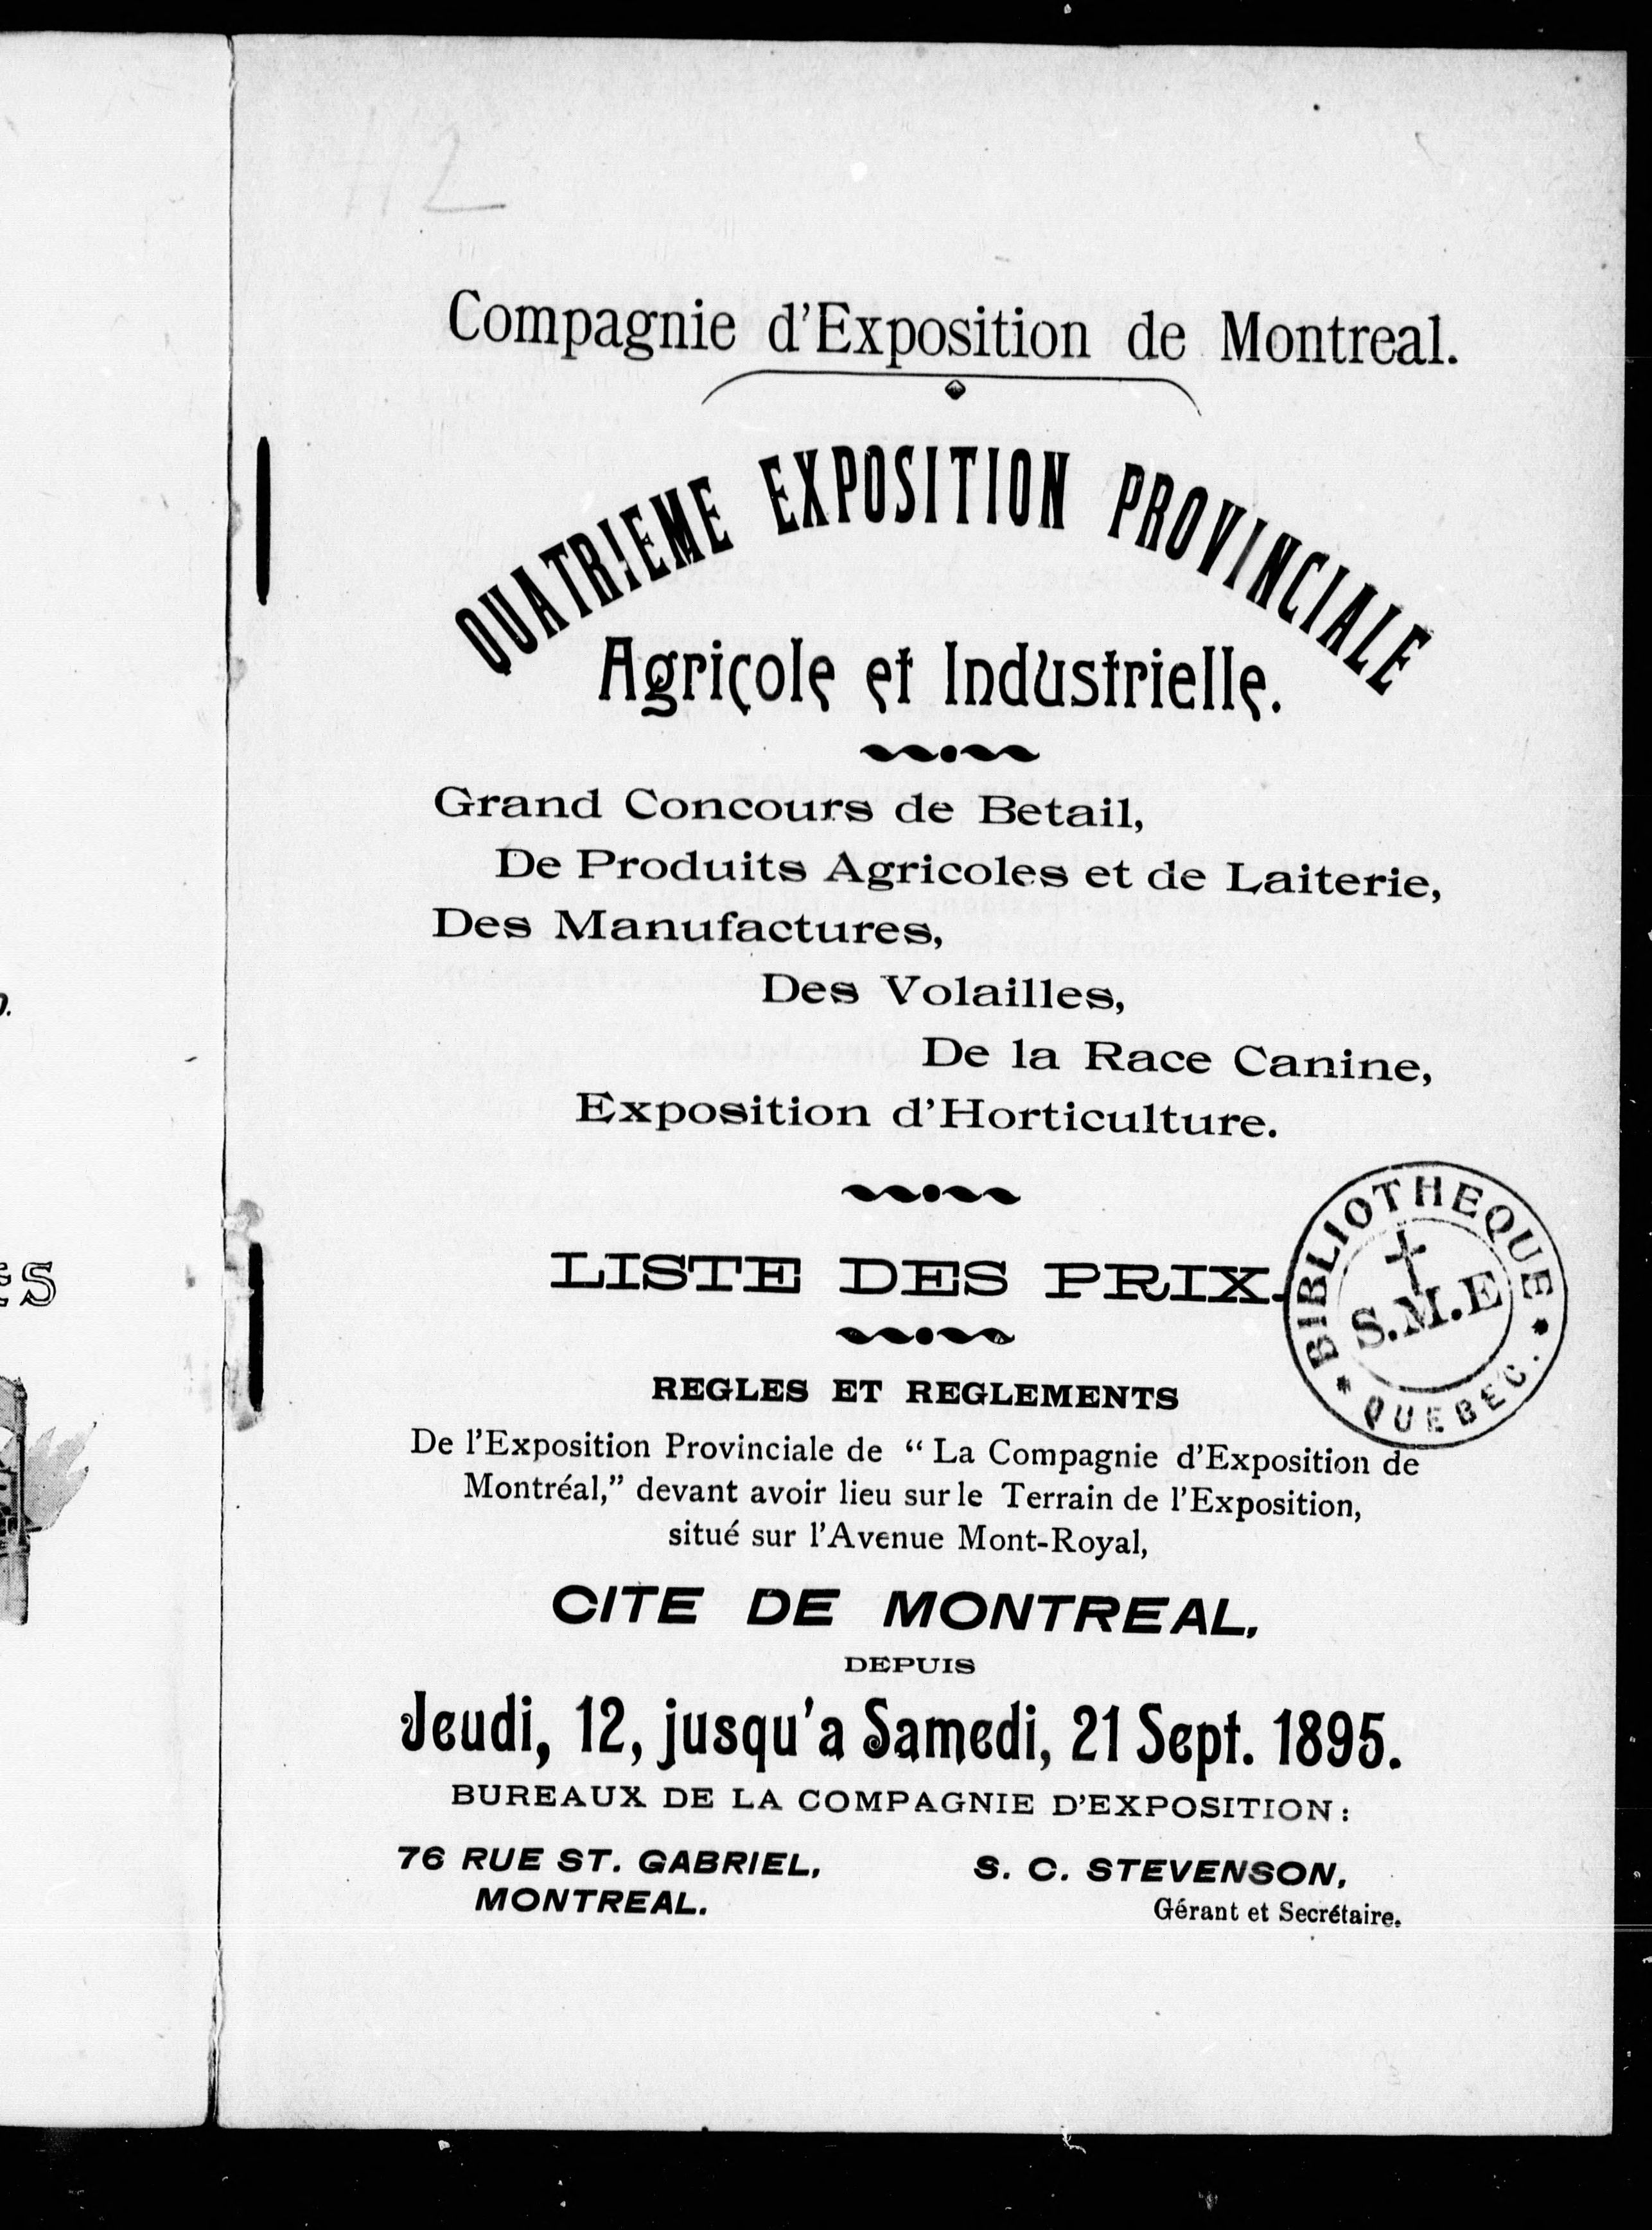 112
Compagnie d'Exposition de Montreal.
QUATRIEME EXPOSITION PROVINCIALE
Agricole et Industrielle.
Grand Concours de Betail,
De Produits Agricoles et de Laiterie,
Des Manufactures,
Des Volailles,
De la Race Canine,
Exposition d'Horticulture.
LISTE DES PRIX.
BIBLIOTHEQUE
S.M.E
QUEBEC.
REGLES ET REGLEMENTS
De l'Exposition Provinciale de “ La Compagnie d'Exposition de
Montréal,” devant avoir lieu sur le Terrain de l'Exposition,
situé sur l'Avenue Mont-Royal,
CITE DE MONTREAL,
DEPUIS
Jeudi, 12, jusqu'a Samedi, 21 Sept. 1895.
BUREAUX DE LA COMPAGNIE D'EXPOSITION:
76 RUE ST. GABRIEL,
MONTREAL.
S. C. STEVENSON,
Gérant et Secrétaire.